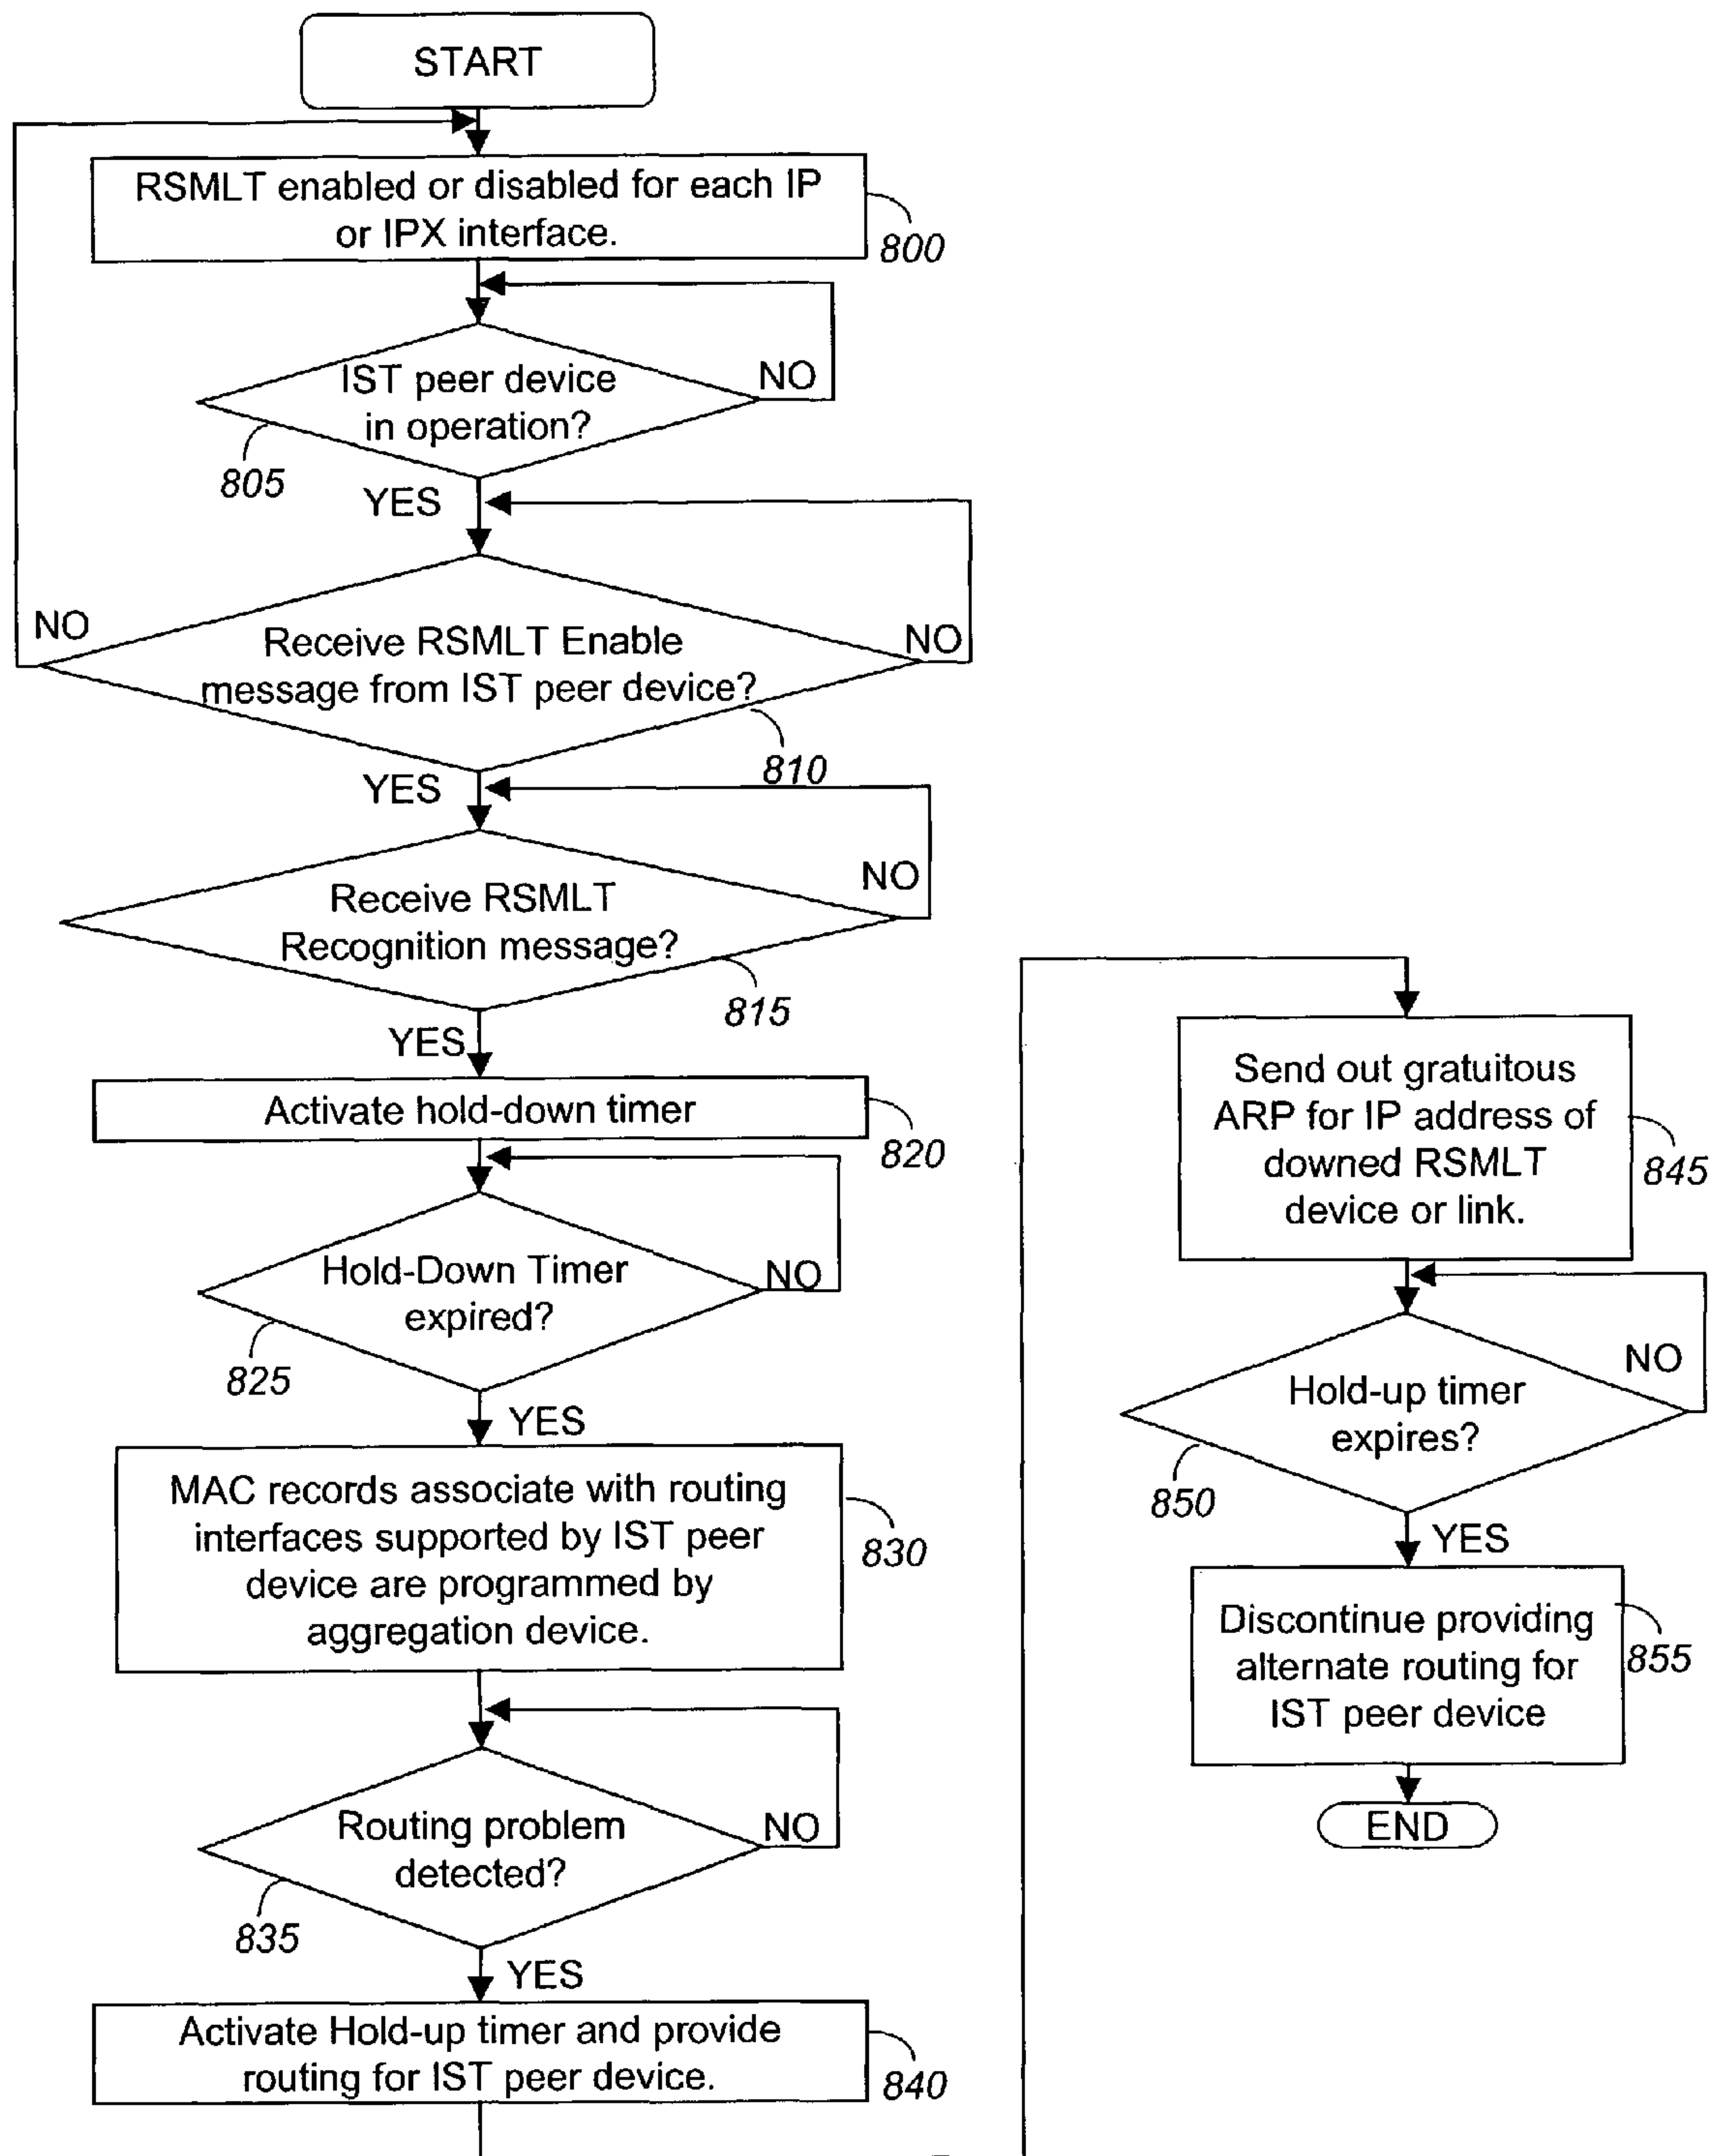 START
RSMLT enabled or disabled for each IP
or IPX interface.
800
IST peer device
in operation?
NO
805
YES
NO
Receive RSMLT Enable
message from IST peer device?
NO
810
YES
Receive RSMLT
Recognition message?
NO
815
YES
Activate hold-down timer
820
Hold-Down Timer
expired?
NO
825
YES
MAC records associate with routing
interfaces supported by IST peer
device are programmed by
aggregation device.
830
Routing problem
detected?
NO
835
YES
Activate Hold-up timer and provide
routing for IST peer device.
840
Send out gratuitous
ARP for IP address of
downed RSMLT
device or link.
845
Hold-up timer
expires?
NO
850
YES
Discontinue providing
alternate routing for
IST peer device
855
END